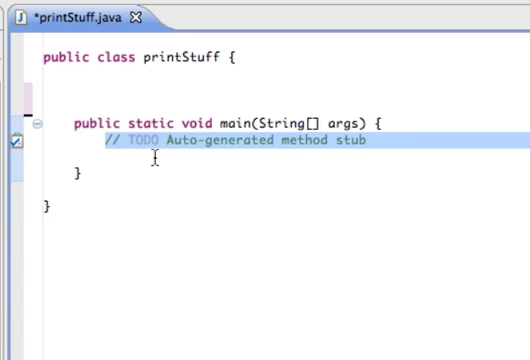 *printStuff.java
public class printStuff {
public static void main(String[] args) {
// TODO Auto-generated method stub
}
}